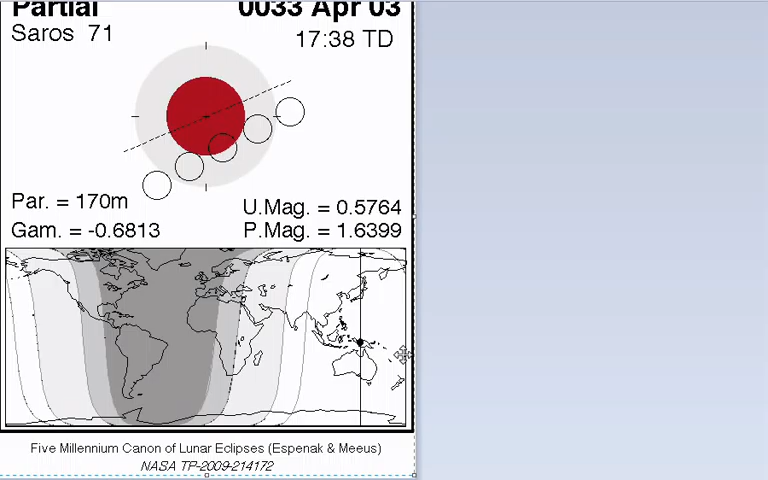 Partial 0033 Apr 03
Saros 71 17:38 TD
Par. = 170m U.Mag. = 0.5764
Gam. = -0.6813 P.Mag. = 1.6399
Five Millennium Canon of Lunar Eclipses (Espenak & Meeus)
NASA TP-2009-214172